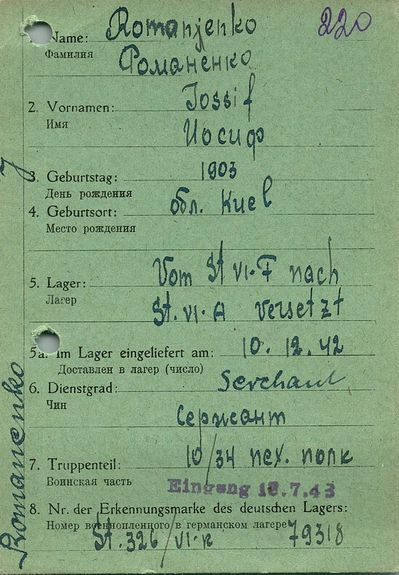 220
1. Name: Romanjenko
Фамилия Романенко
2. Vornamen: Jossif
Имя Иосиф
3. Geburtstag: 1903
День рождения
4. Geburtsort: обл. Киев
Место рождения
5. Lager: Vom St VI-F nach
Лагер St. VI-A versetzt
5a. Im Lager eingeliefert am: 10. 12. 42
Доставлен в лагер (число)
6. Dienstgrad: Serchant
Чин Сержант
7. Truppenteil: 10/34 пех. полк
Воинская часть Eingang 18.7.43
8. Nr. der Erkennungsmarke des deutschen Lagers:
Номер военнопленного в германском лагере 79318
St. 326/VI-K
Romanenko